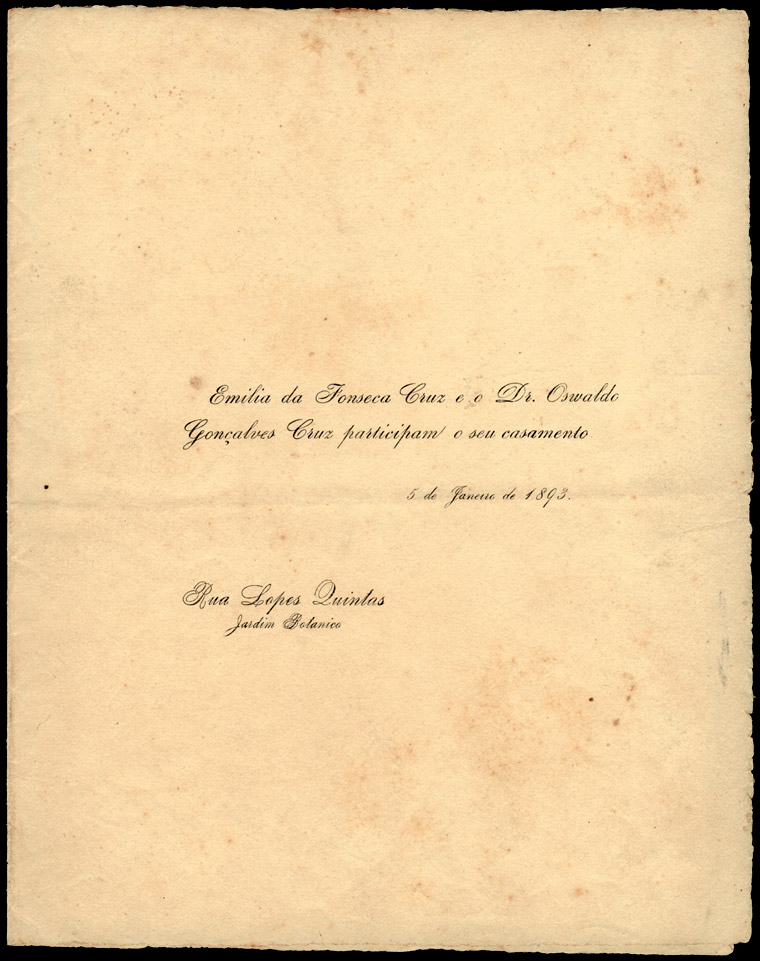 Emilia da Fonseca Cruz e o Dr. Oswaldo
Gonçalves Cruz participam o seu casamento.
5 de Janeiro de 1893.
Rua Lopes Quintas
Jardim Botanico